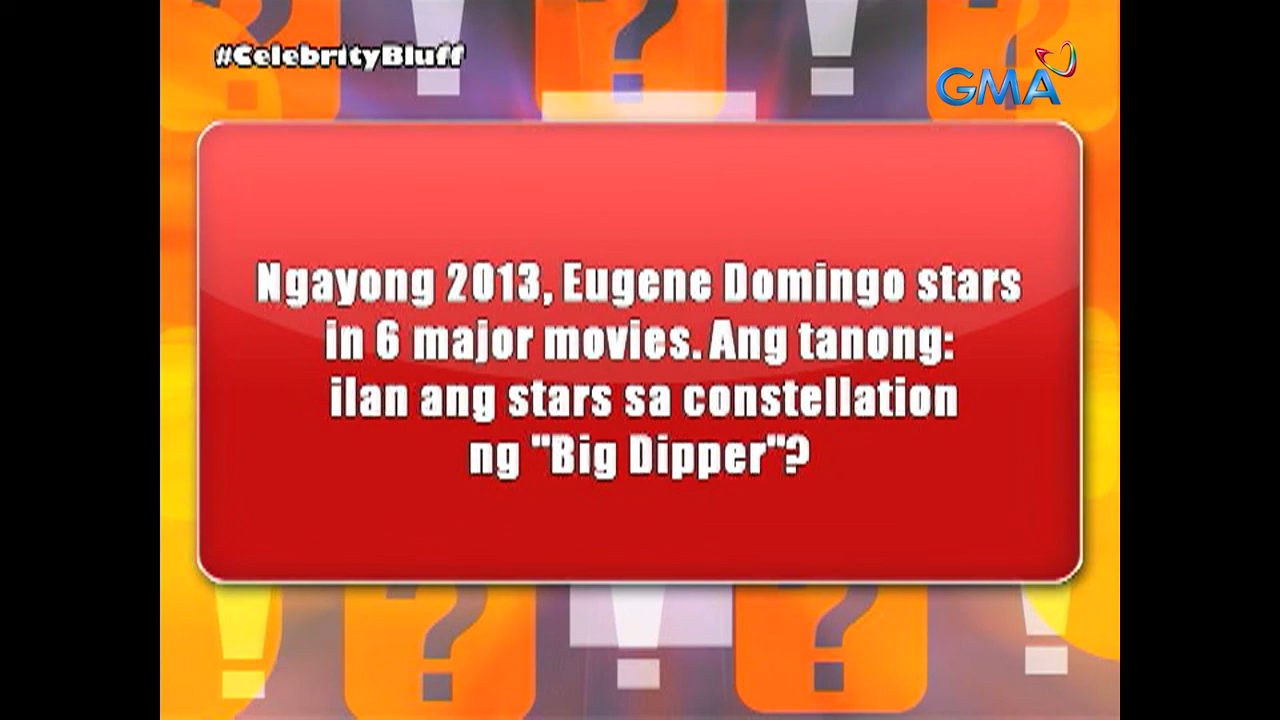 #CelebrityBluff
GMA
Ngayong 2013, Eugene Domingo stars
in 6 major movies. Ang tanong:
ilan ang stars sa constellation
ng "Big Dipper"?